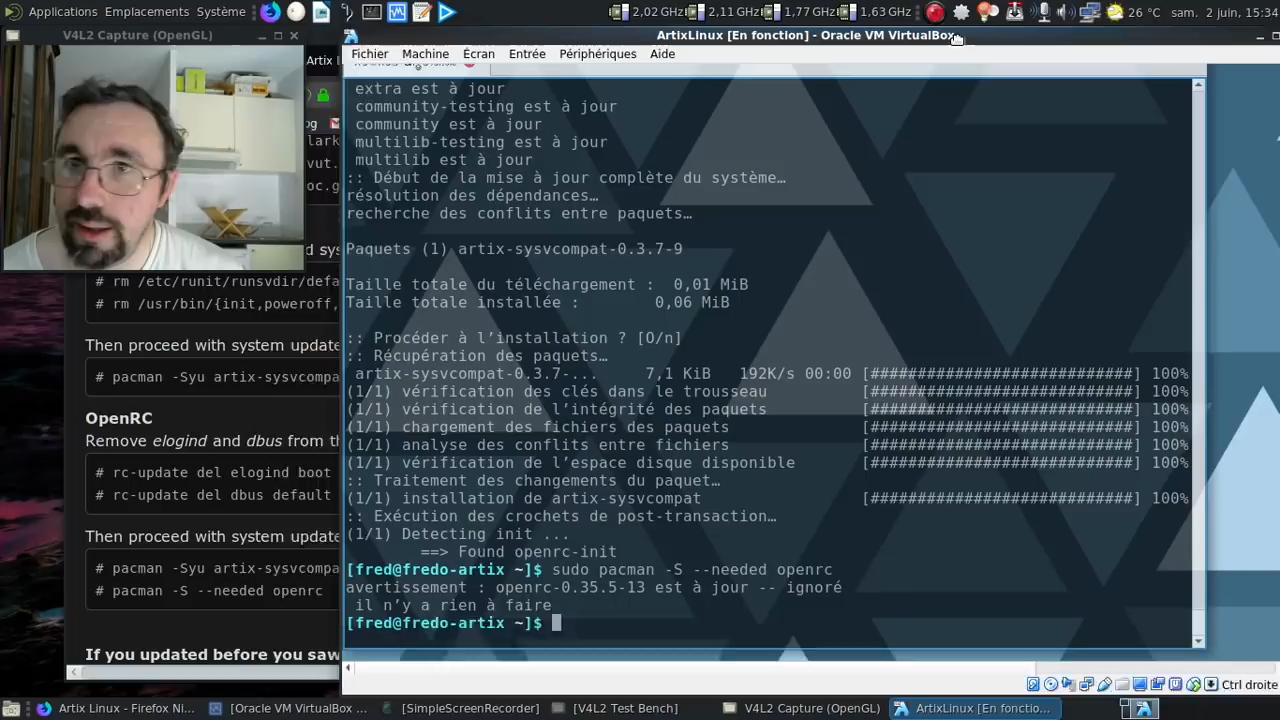 Applications Emplacements Système
2,02 GHz 2,11 GHz 1,77 GHz 1,63 GHz 26 °C sam. 2 juin, 15:34
V4L2 Capture (OpenGL)
Artix l
ArtixLinux [En fonction] - Oracle VM VirtualBox
Fichier Machine Écran Entrée Périphériques Aide
extra est à jour
community-testing est à jour
community est à jour
multilib-testing est à jour
multilib est à jour
:: Début de la mise à jour complète du système…
résolution des dépendances…
recherche des conflits entre paquets…
Paquets (1) artix-sysvcompat-0.3.7-9
Taille totale du téléchargement : 0,01 MiB
Taille totale installée : 0,06 MiB
:: Procéder à l’installation ? [O/n]
:: Récupération des paquets…
artix-sysvcompat-0.3.7-... 7,1 KiB 192K/s 00:00 [#############################] 100%
(1/1) vérification des clés dans le trousseau [#############################] 100%
(1/1) vérification de l’intégrité des paquets [#############################] 100%
(1/1) chargement des fichiers des paquets [#############################] 100%
(1/1) analyse des conflits entre fichiers [#############################] 100%
(1/1) vérification de l’espace disque disponible [#############################] 100%
:: Traitement des changements du paquet…
(1/1) installation de artix-sysvcompat [#############################] 100%
:: Exécution des crochets de post-transaction…
(1/1) Detecting init ...
==> Found openrc-init
[fred@fredo-artix ~]$ sudo pacman -S --needed openrc
avertissement : openrc-0.35.5-13 est à jour -- ignoré
il n’y a rien à faire
[fred@fredo-artix ~]$
# rm /etc/runit/runsvdir/defa
# rm /usr/bin/{init,poweroff,
Then proceed with system update
# pacman -Syu artix-sysvcompa
OpenRC
Remove elogind and dbus from th
# rc-update del elogind boot
# rc-update del dbus default
Then proceed with system update
# pacman -Syu artix-sysvcompa
# pacman -S --needed openrc
If you updated before you saw
Ctrl droite
Artix Linux - Firefox Ni...
[Oracle VM VirtualBox ...
[SimpleScreenRecorder]
[V4L2 Test Bench]
V4L2 Capture (OpenGL)
ArtixLinux [En fonctio...